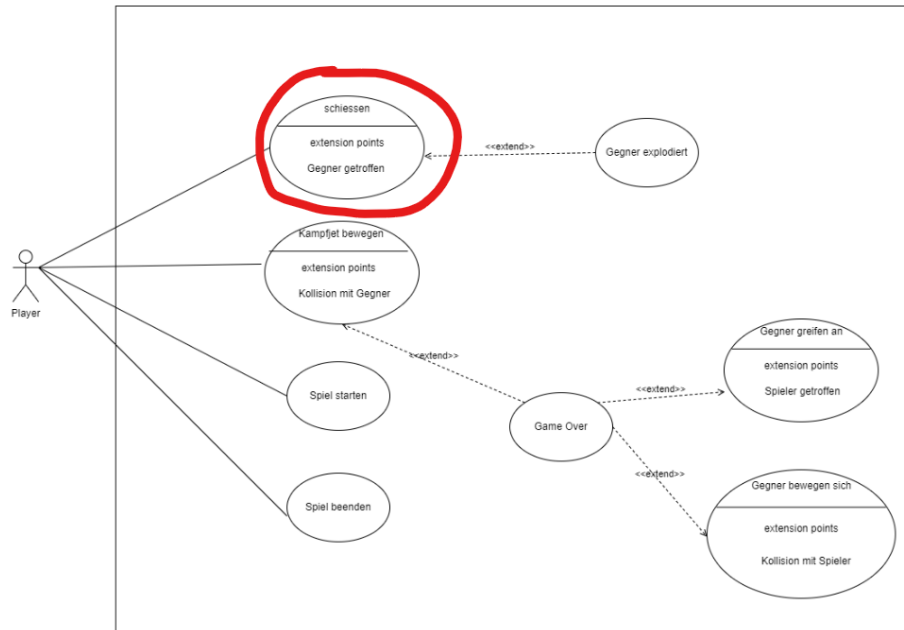 schiessen
extension points
Gegner getroffen
<<extend>>
Gegner explodiert
Kampfjet bewegen
extension points
Kollision mit Gegner
Player
<<extend>>
Gegner greifen an
extension points
Spieler getroffen
<<extend>>
Spiel starten
Game Over
<<extend>>
Gegner bewegen sich
extension points
Kollision mit Spieler
Spiel beenden